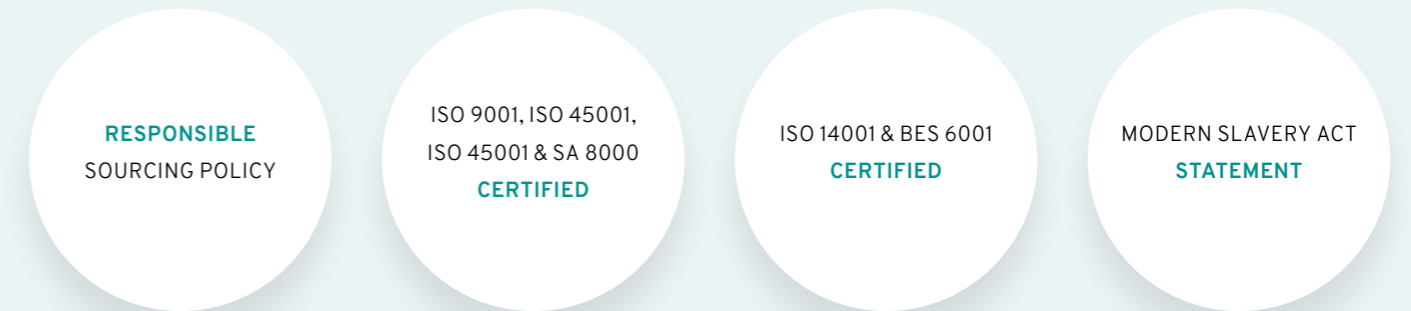 RESPONSIBLE
SOURCING POLICY
ISO 9001, ISO 45001,
ISO 45001 & SA 8000
CERTIFIED
ISO 14001 & BES 6001
CERTIFIED
MODERN SLAVERY ACT
STATEMENT